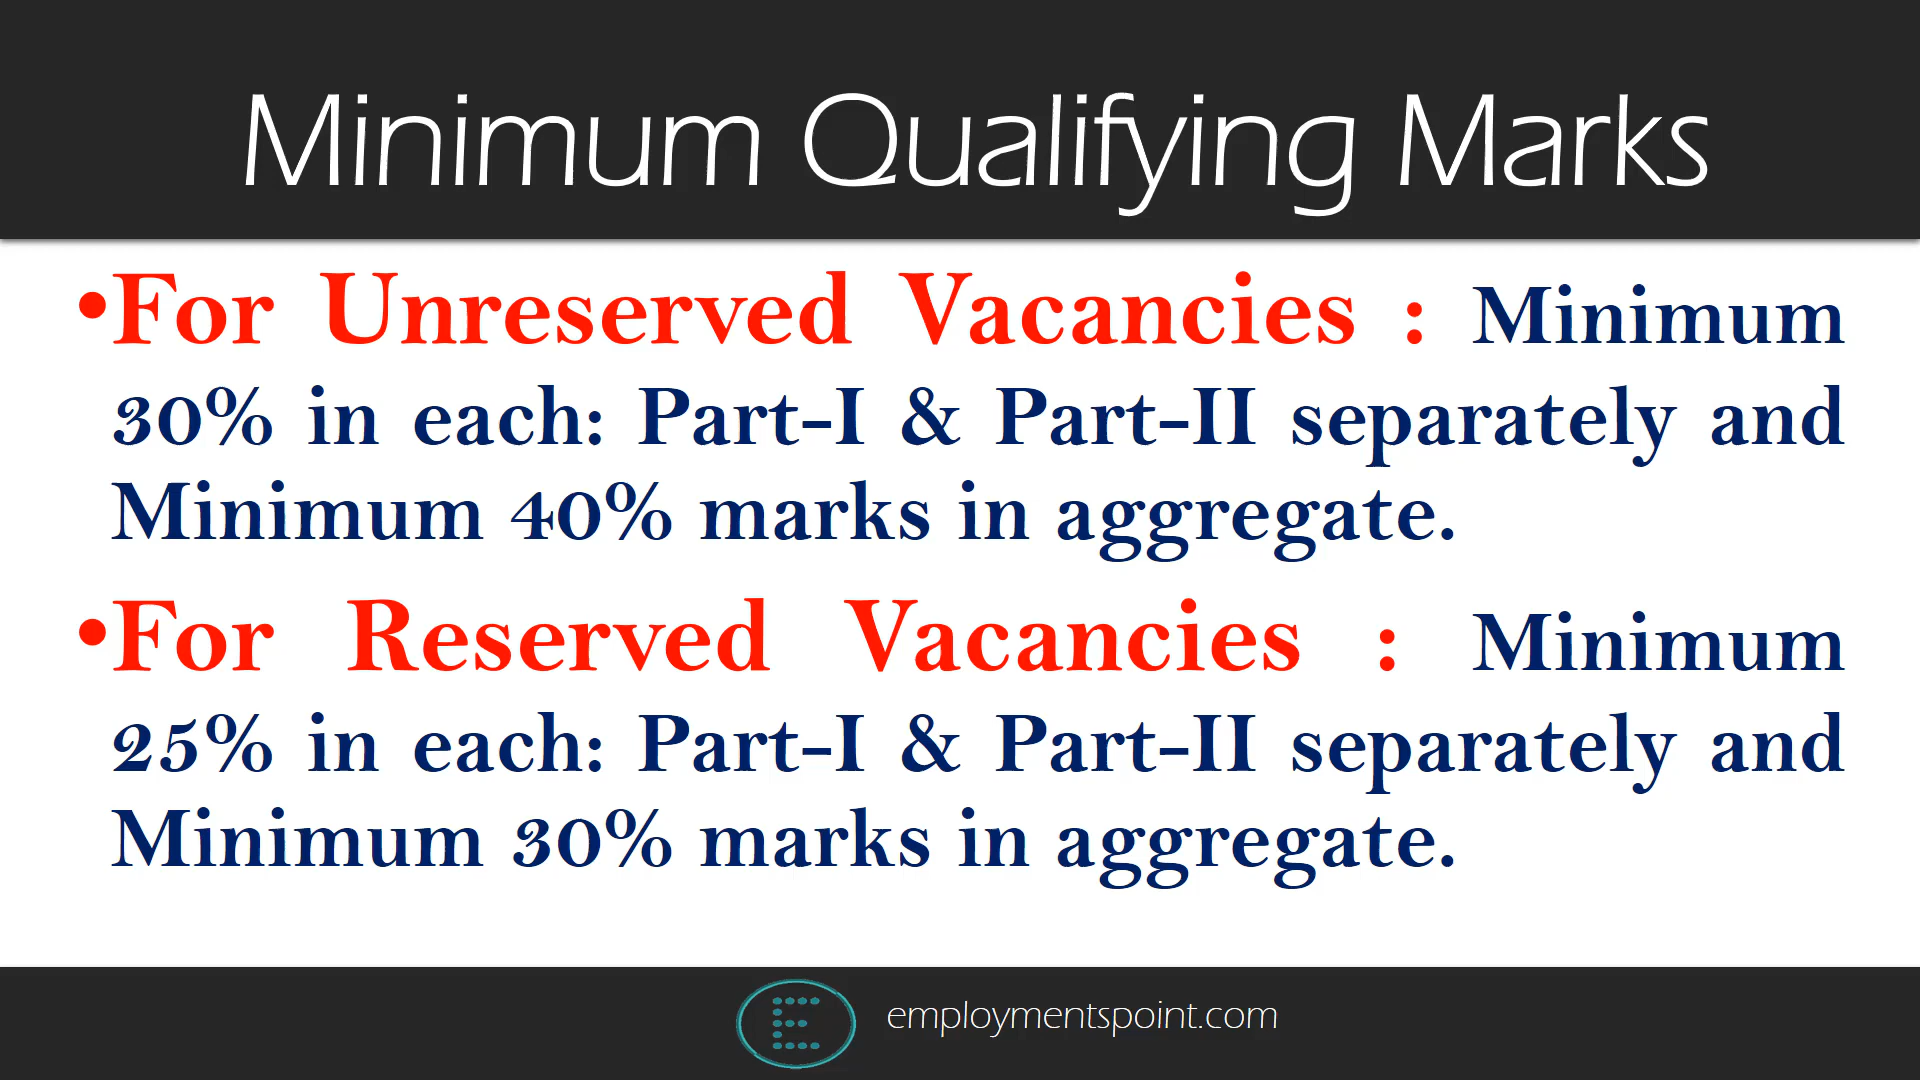 Minimum Qualifying Marks
•For Unreserved Vacancies : Minimum
30% in each: Part-I & Part-II separately and
Minimum 40% marks in aggregate.
•For Reserved Vacancies : Minimum
25% in each: Part-I & Part-II separately and
Minimum 30% marks in aggregate.
E employmentspoint.com